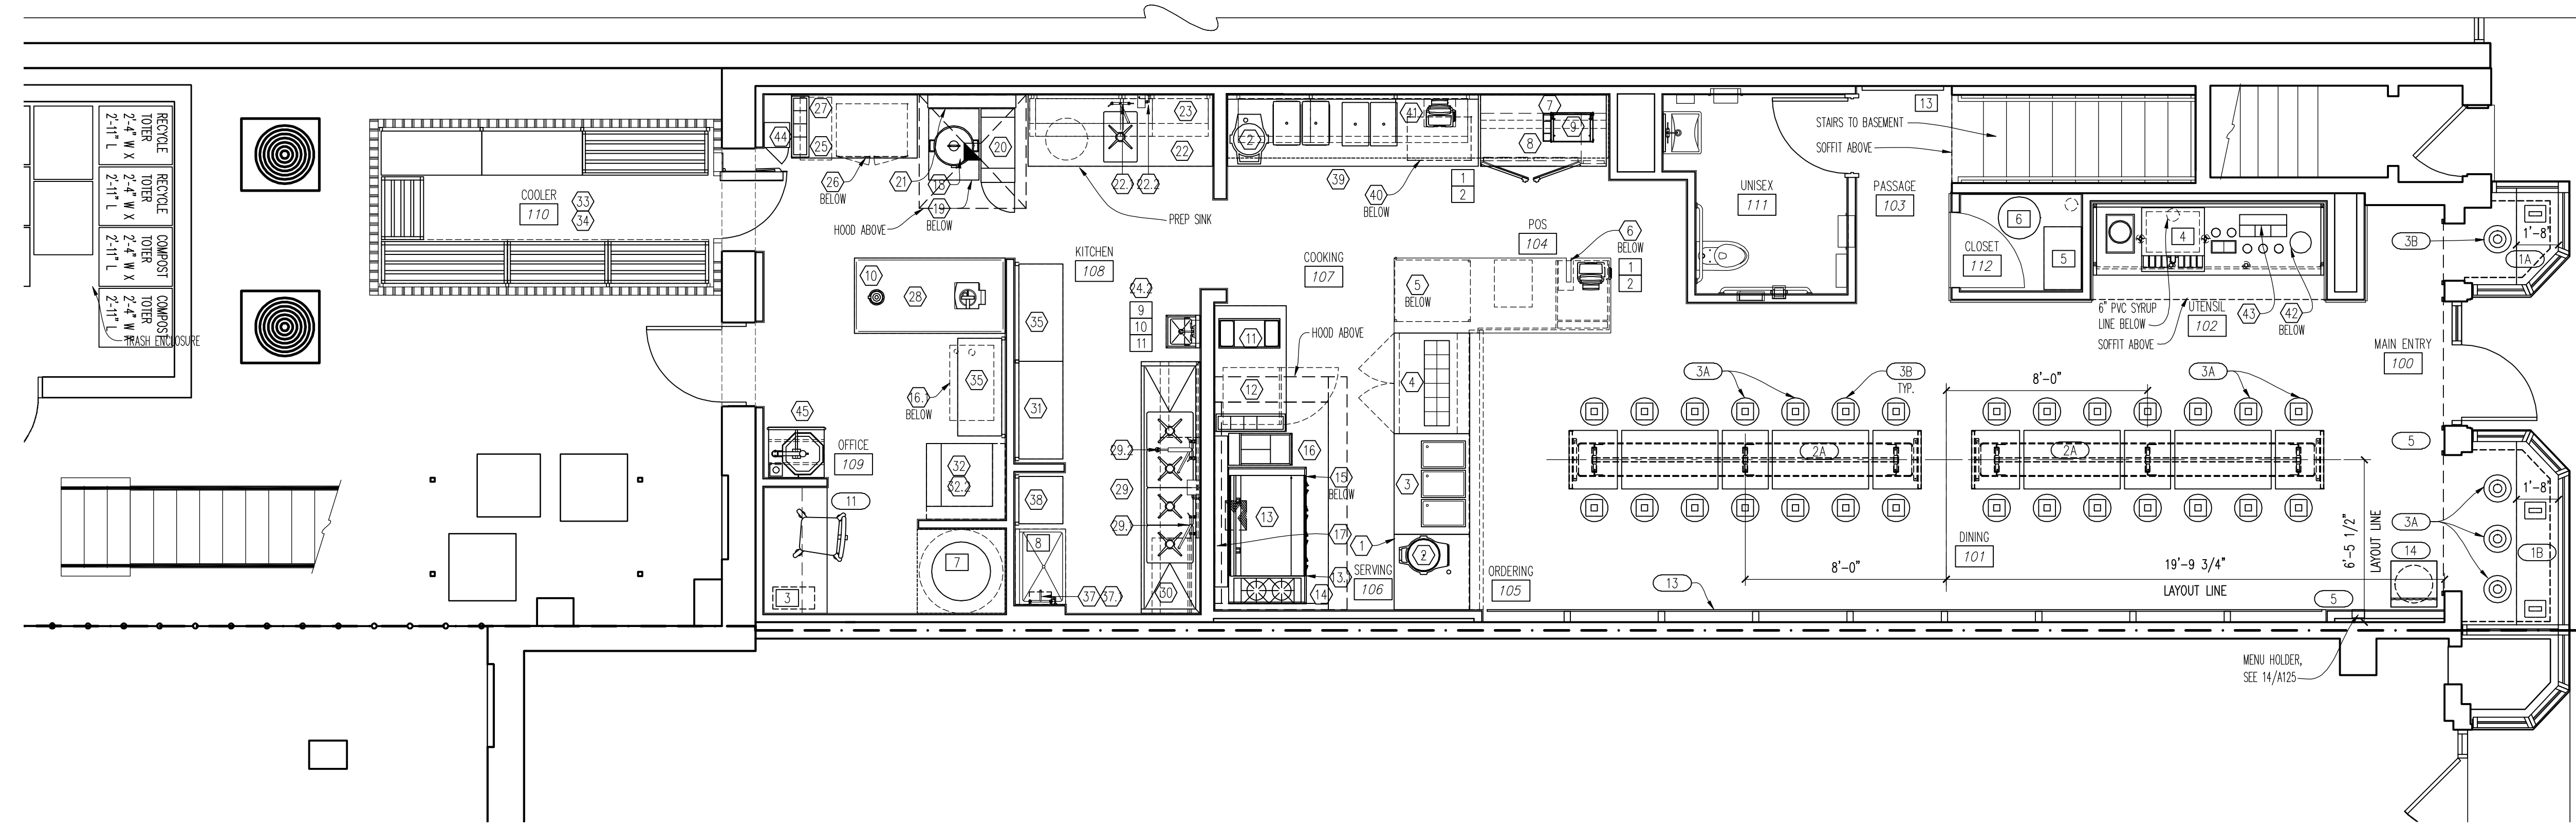 RECYCLE
TOTER
2'-4" W X
2'-11" L
RECYCLE
TOTER
2'-4" W X
2'-11" L
COMPOST
TOTER
2'-4" W X
2'-11" L
COMPOST
TOTER
2'-4" W X
2'-11" L
TRASH ENCLOSURE
COOLER
110
33
34
44
27
25
26
BELOW
21
18
19
BELOW
20
HOOD ABOVE
22.1
22.2
23
22
PREP SINK
KITCHEN
108
24.2
9
10
11
10
28
35
31
16.1
BELOW
35
45
OFFICE
109
11
32
32.2
3
7
38
8
37
37.
29.2
29
29.
30
2
39
41
40
BELOW
1
2
7
8
9
COOKING
107
HOOD ABOVE
11
12
16
15
BELOW
13
17
13.
14
POS
104
6
BELOW
1
2
5
BELOW
4
3
1
2
SERVING
106
ORDERING
105
UNISEX
111
PASSAGE
103
13
STAIRS TO BASEMENT
SOFFIT ABOVE
CLOSET
112
6
5
4
6" PVC SYRUP
LINE BELOW
UTENSIL
102
SOFFIT ABOVE
43
42
BELOW
MAIN ENTRY
100
3B
1'-8"
1A
3A
3B
TYP.
8'-0"
3A
2A
2A
5
1'-8"
3A
1B
14
6'-5 1/2"
LAYOUT LINE
DINING
101
8'-0"
19'-9 3/4"
LAYOUT LINE
13
5
MENU HOLDER,
SEE 14/A125